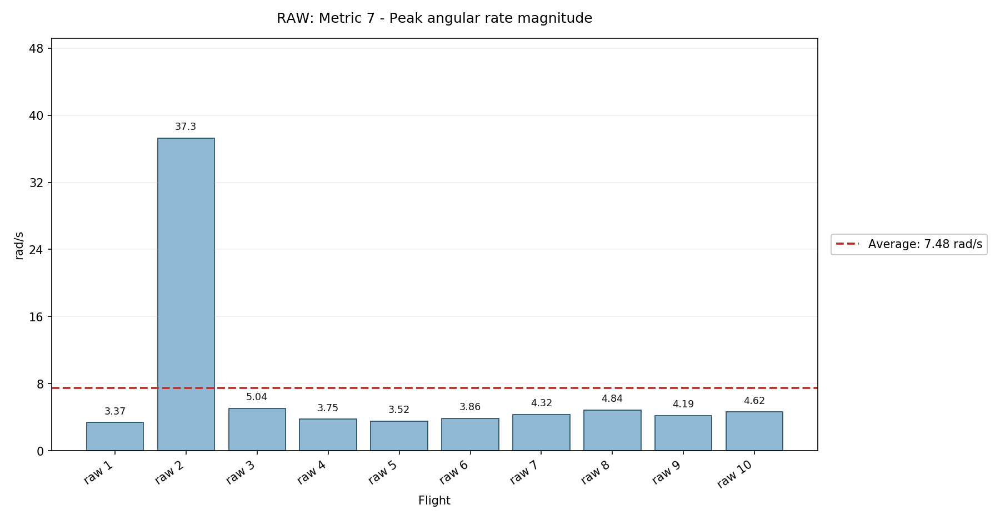 RAW: Metric 7 - Peak angular rate magnitude
48
40
32
24
16
8
0
rad/s
37.3
3.37
5.04
3.75
3.52
3.86
4.32
4.84
4.19
4.62
Average: 7.48 rad/s
raw 1
raw 2
raw 3
raw 4
raw 5
raw 6
raw 7
raw 8
raw 9
raw 10
Flight